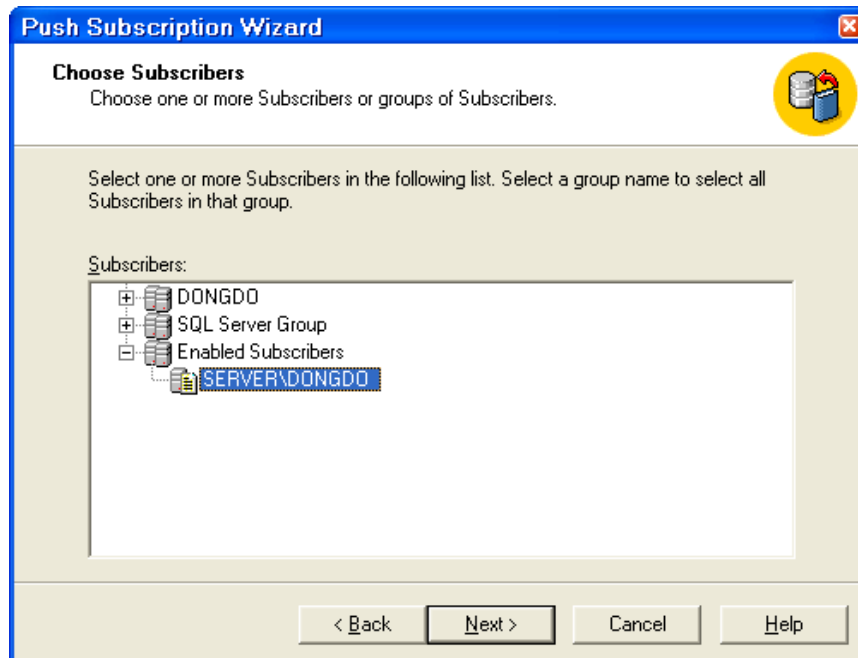 Push Subscription Wizard
Choose Subscribers
Choose one or more Subscribers or groups of Subscribers.
Select one or more Subscribers in the following list. Select a group name to select all
Subscribers in that group.
Subscribers:
DONGDO
SQL Server Group
Enabled Subscribers
SERVER\DONGDO
< Back Next > Cancel Help